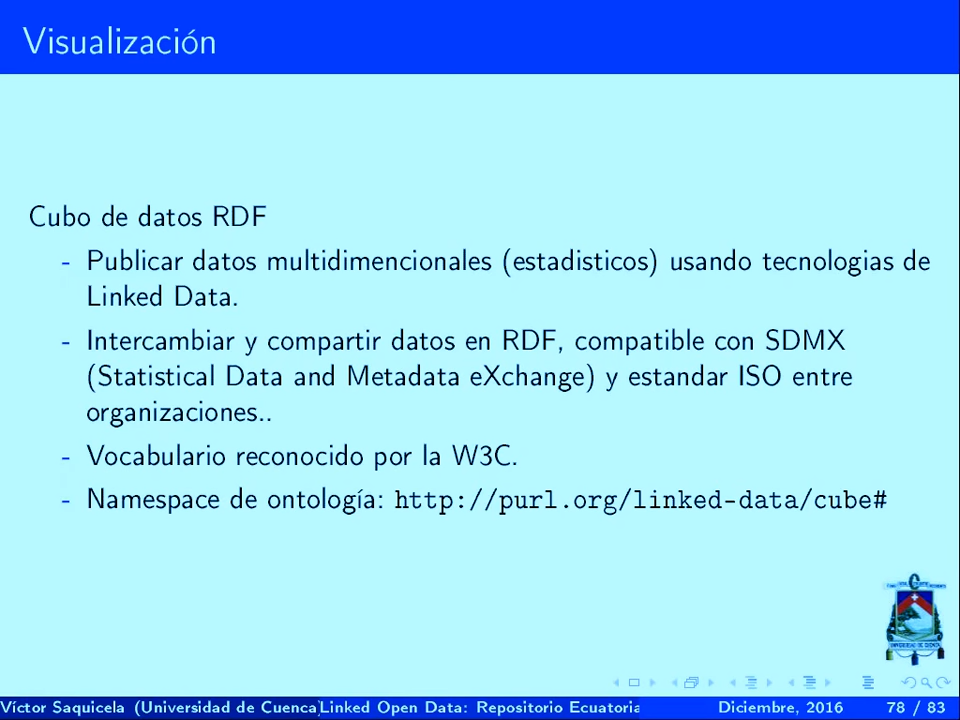 Visualización
Cubo de datos RDF
- Publicar datos multidimencionales (estadisticos) usando tecnologias de
Linked Data.
- Intercambiar y compartir datos en RDF, compatible con SDMX
(Statistical Data and Metadata eXchange) y estandar ISO entre
organizaciones..
- Vocabulario reconocido por la W3C.
- Namespace de ontología: http://purl.org/linked-data/cube#
UNIVERSIDAD DE CUENCA
Víctor Saquicela (Universidad de Cuenca) Linked Open Data: Repositorio Ecuatoria Diciembre, 2016 78 / 83